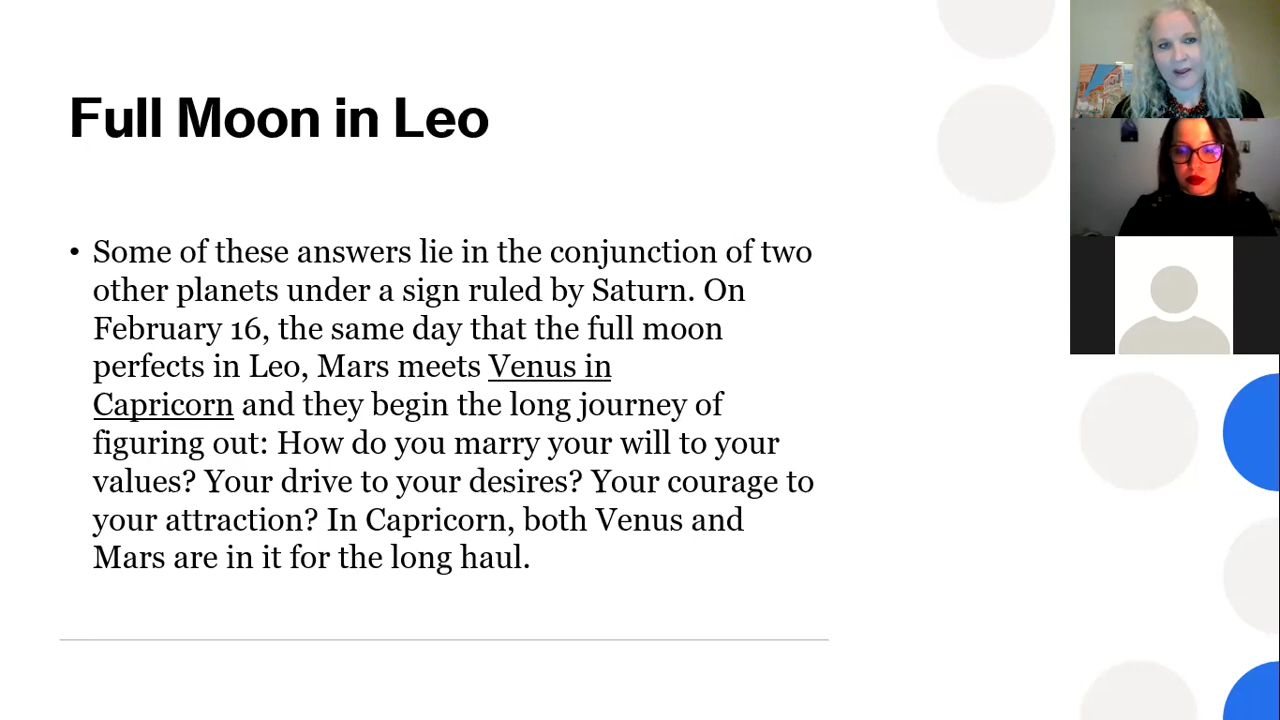 Full Moon in Leo
• Some of these answers lie in the conjunction of two
other planets under a sign ruled by Saturn. On
February 16, the same day that the full moon
perfects in Leo, Mars meets Venus in
Capricorn and they begin the long journey of
figuring out: How do you marry your will to your
values? Your drive to your desires? Your courage to
your attraction? In Capricorn, both Venus and
Mars are in it for the long haul.